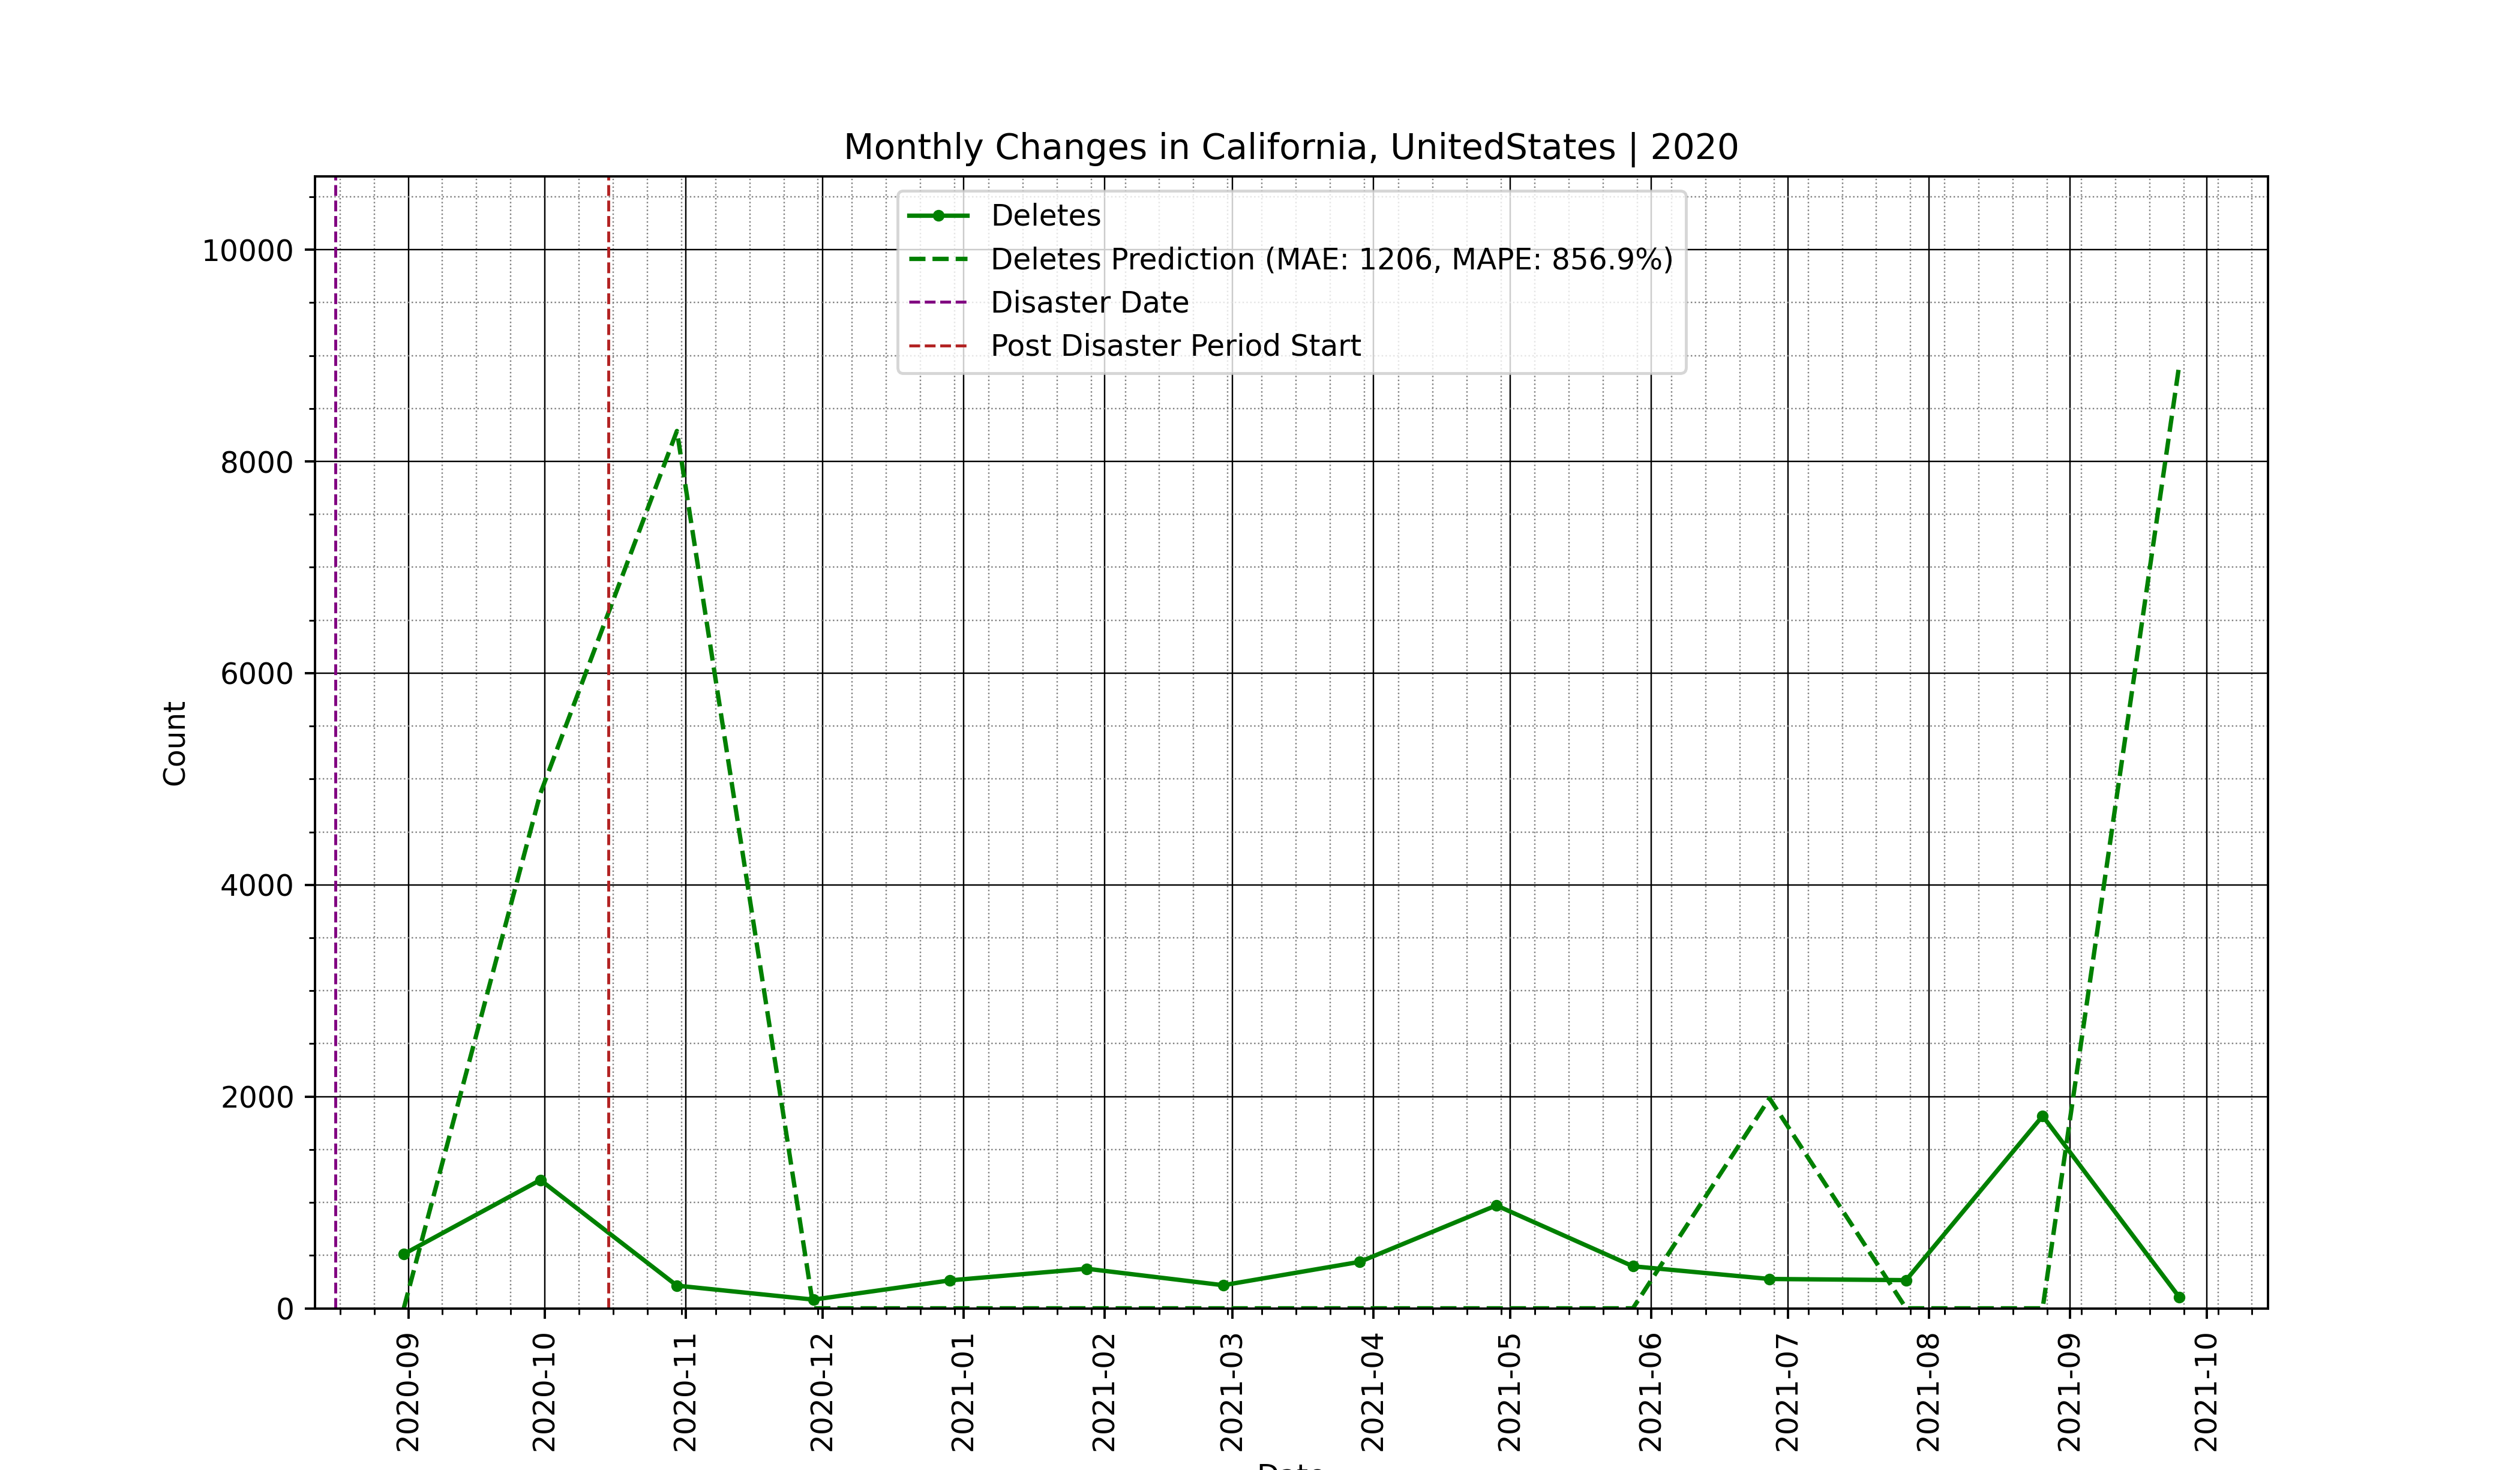 Monthly Changes in California, UnitedStates | 2020
Deletes
Deletes Prediction (MAE: 1206, MAPE: 856.9%)
Disaster Date
Post Disaster Period Start
Count
10000
8000
6000
4000
2000
0
2020-09
2020-10
2020-11
2020-12
2021-01
2021-02
2021-03
2021-04
2021-05
2021-06
2021-07
2021-08
2021-09
2021-10
Date